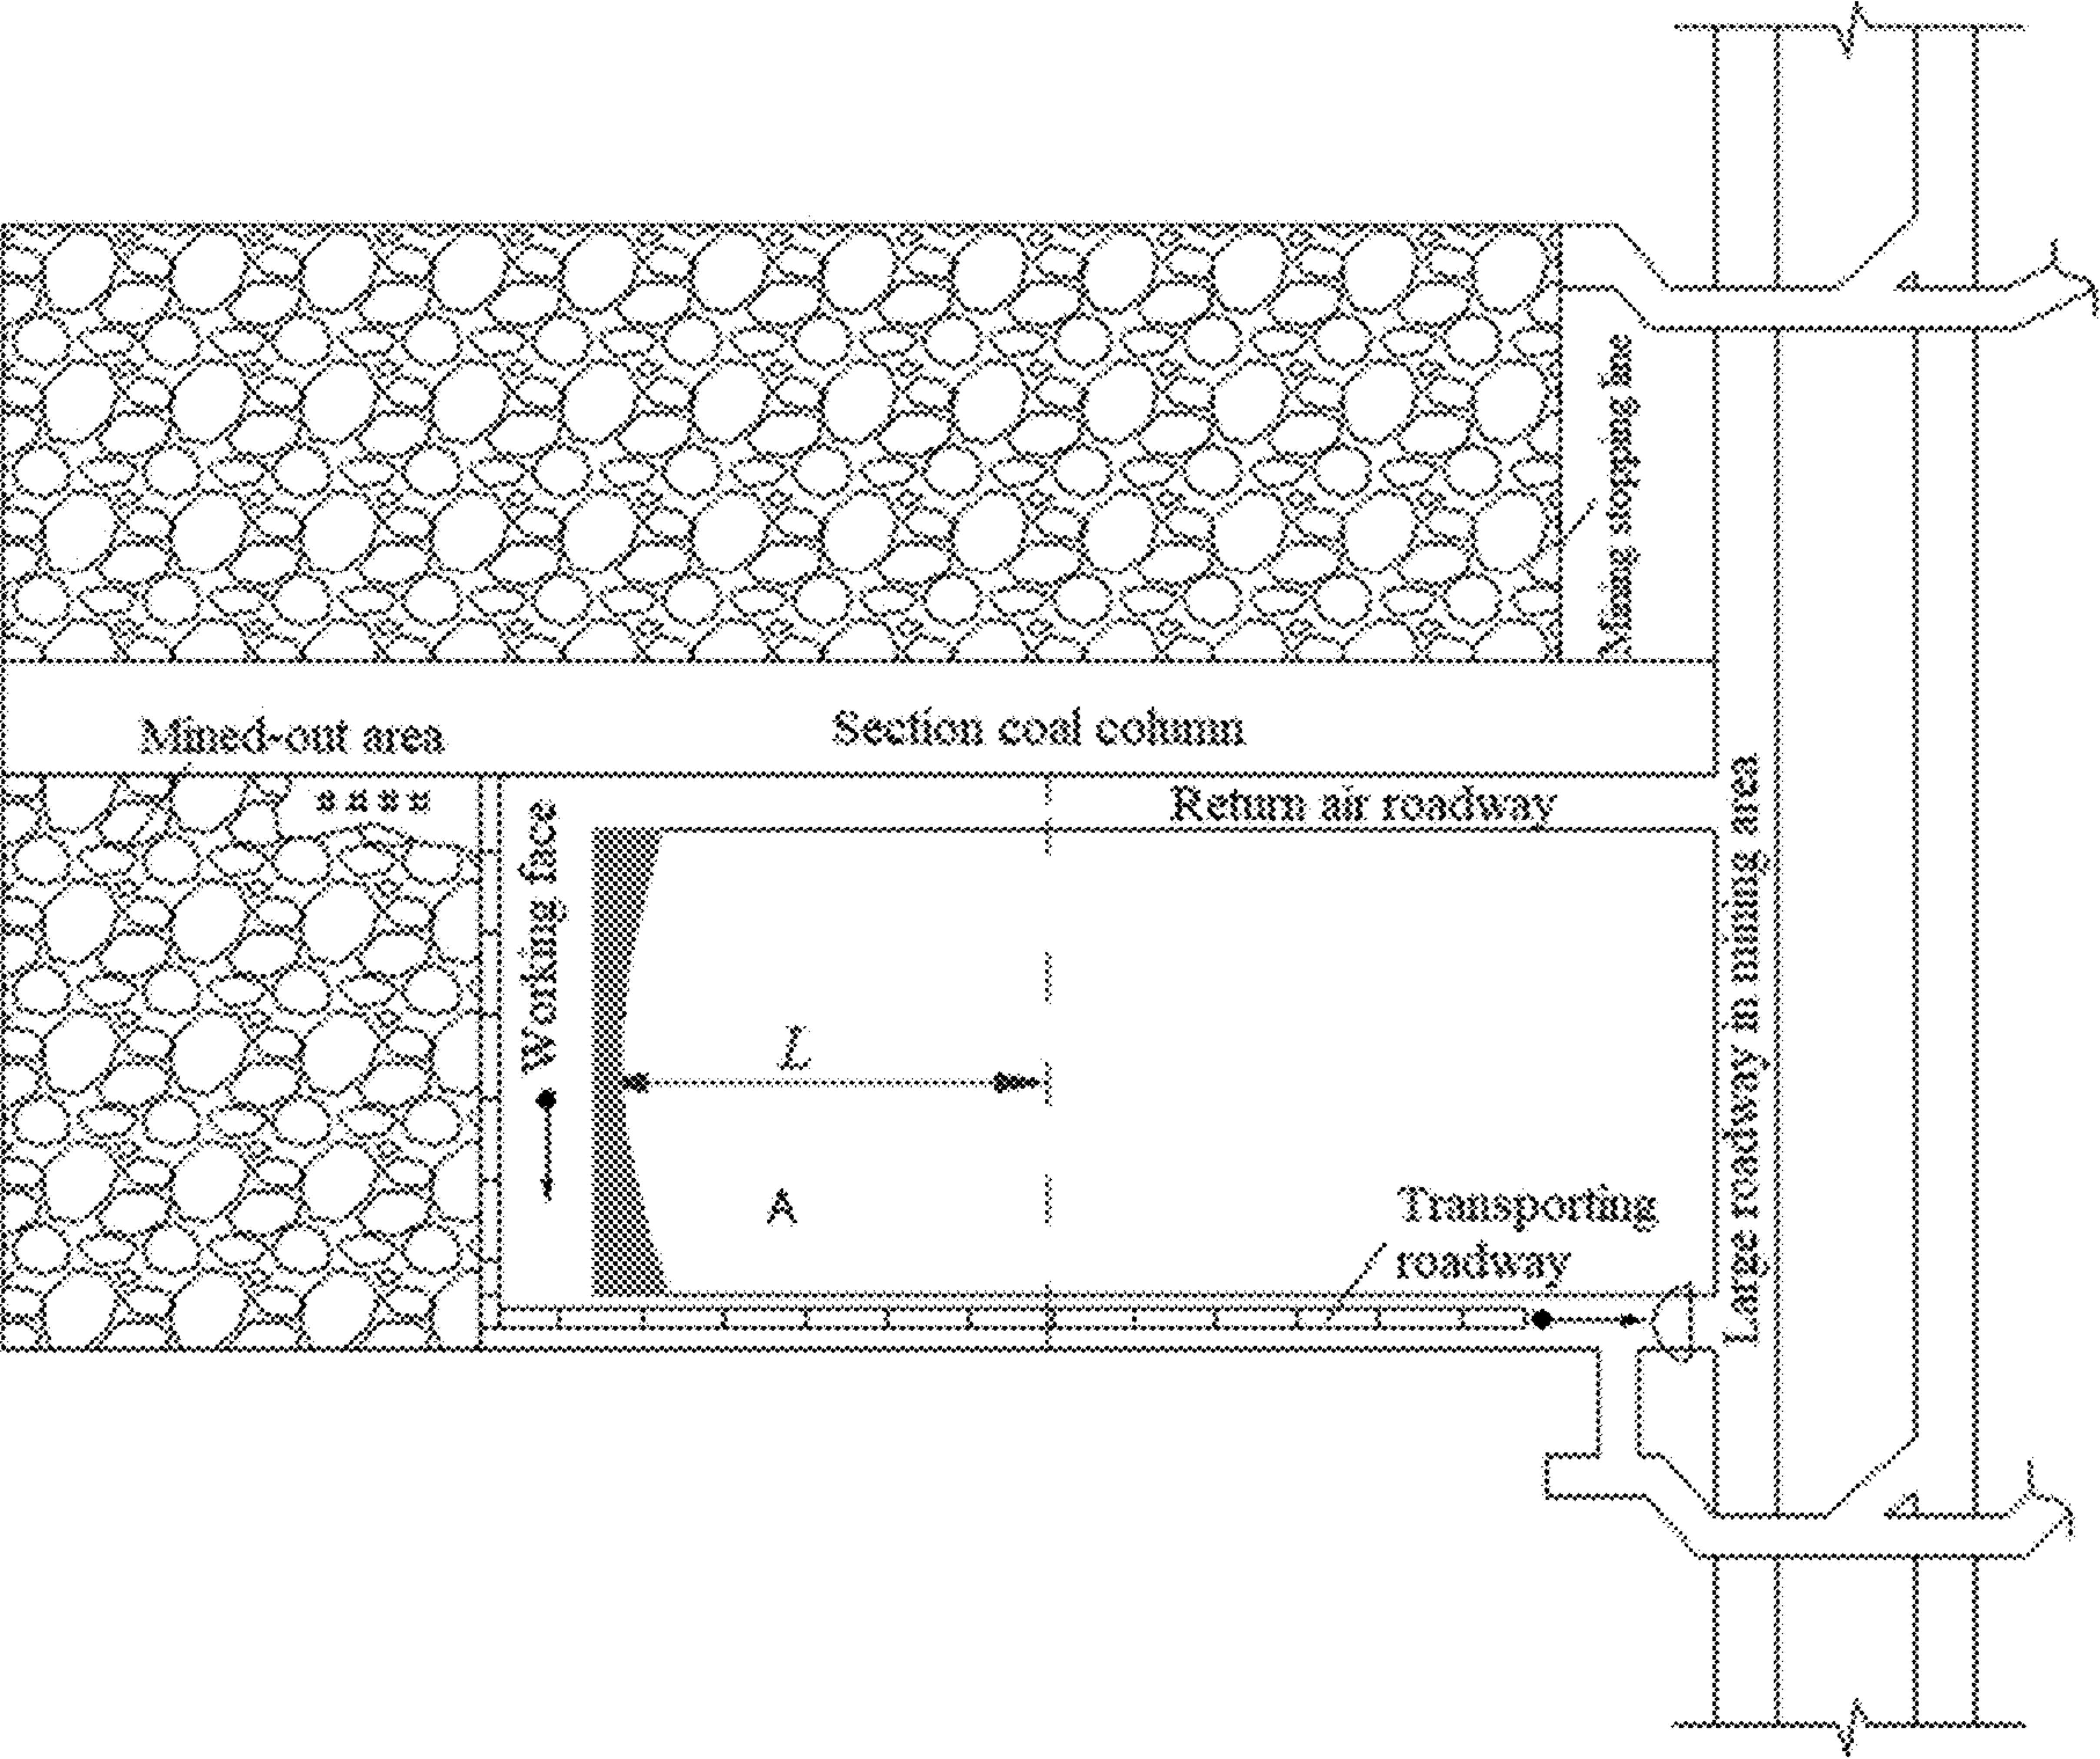 Mining stopping line
Mined-out area
Section coal column
Return air roadway
Working face
Large roadway in mining area
L
A
Transporting
roadway